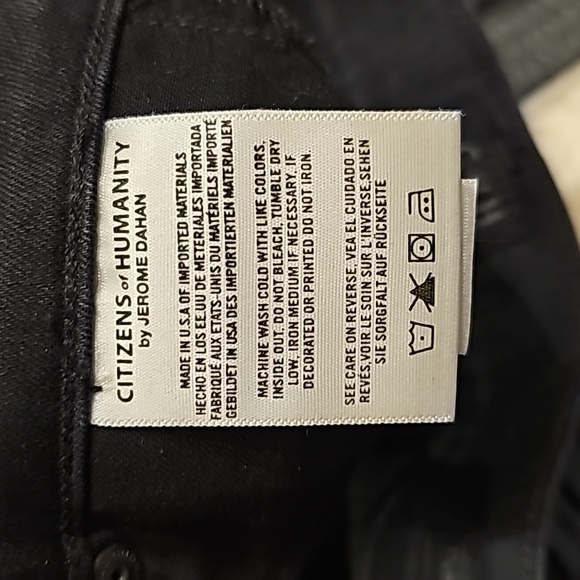 CITIZENS of HUMANITY
by JEROME DAHAN
MADE IN U.S.A OF IMPORTED MATERIALS
HECHO EN LOS EE.UU DE METERIALES IMPORTADA
FABRIQUÉ AUX ETATS-UNIS DU MATÉRIELS IMPORTÉ
GEBILDET IN USA DES IMPORTIERTEN MATERIALIEN
MACHINE WASH COLD WITH LIKE COLORS,
INSIDE OUT. DO NOT BLEACH. TUMBLE DRY
LOW. IRON MEDIUM IF NECESSARY. IF
DECORATED OR PRINTED DO NOT IRON.
SEE CARE ON REVERSE.VEA EL CUIDADO EN
REVÉS.VOIR LE SOIN SUR L'INVERSE.SEHEN
SIE SORGFALT AUF RÜCKSEITE